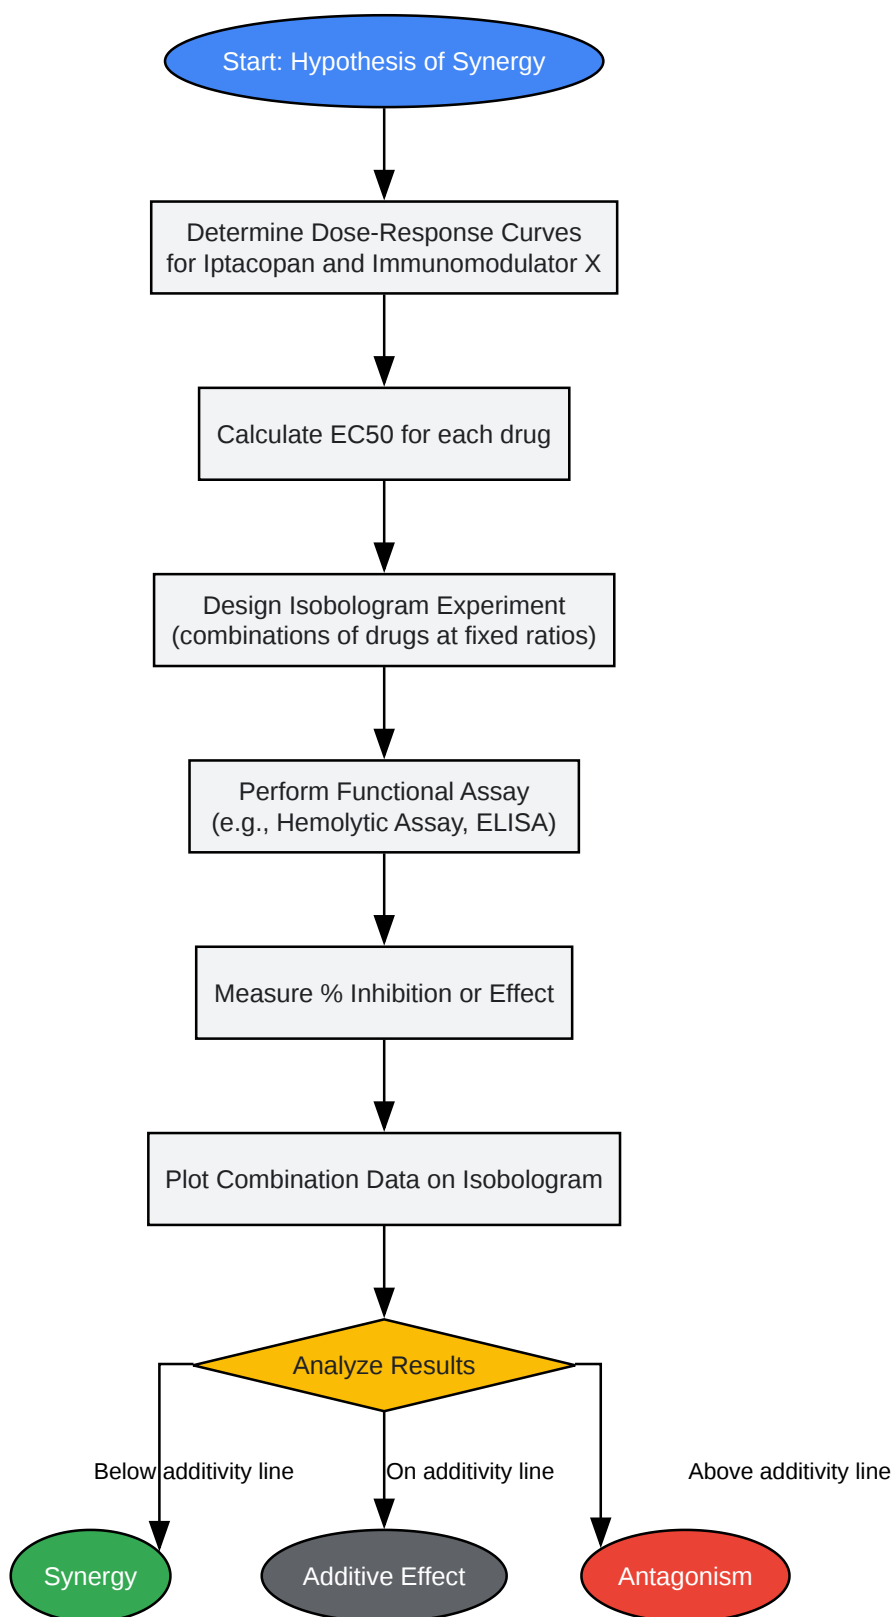 Start: Hypothesis of Synergy
Determine Dose-Response Curves
for Iptacopan and Immunomodulator X
Calculate EC50 for each drug
Design Isobologram Experiment
(combinations of drugs at fixed ratios)
Perform Functional Assay
(e.g., Hemolytic Assay, ELISA)
Measure % Inhibition or Effect
Plot Combination Data on Isobologram
Analyze Results
Below additivity line
On additivity line
Above additivity line
Synergy
Additive Effect
Antagonism